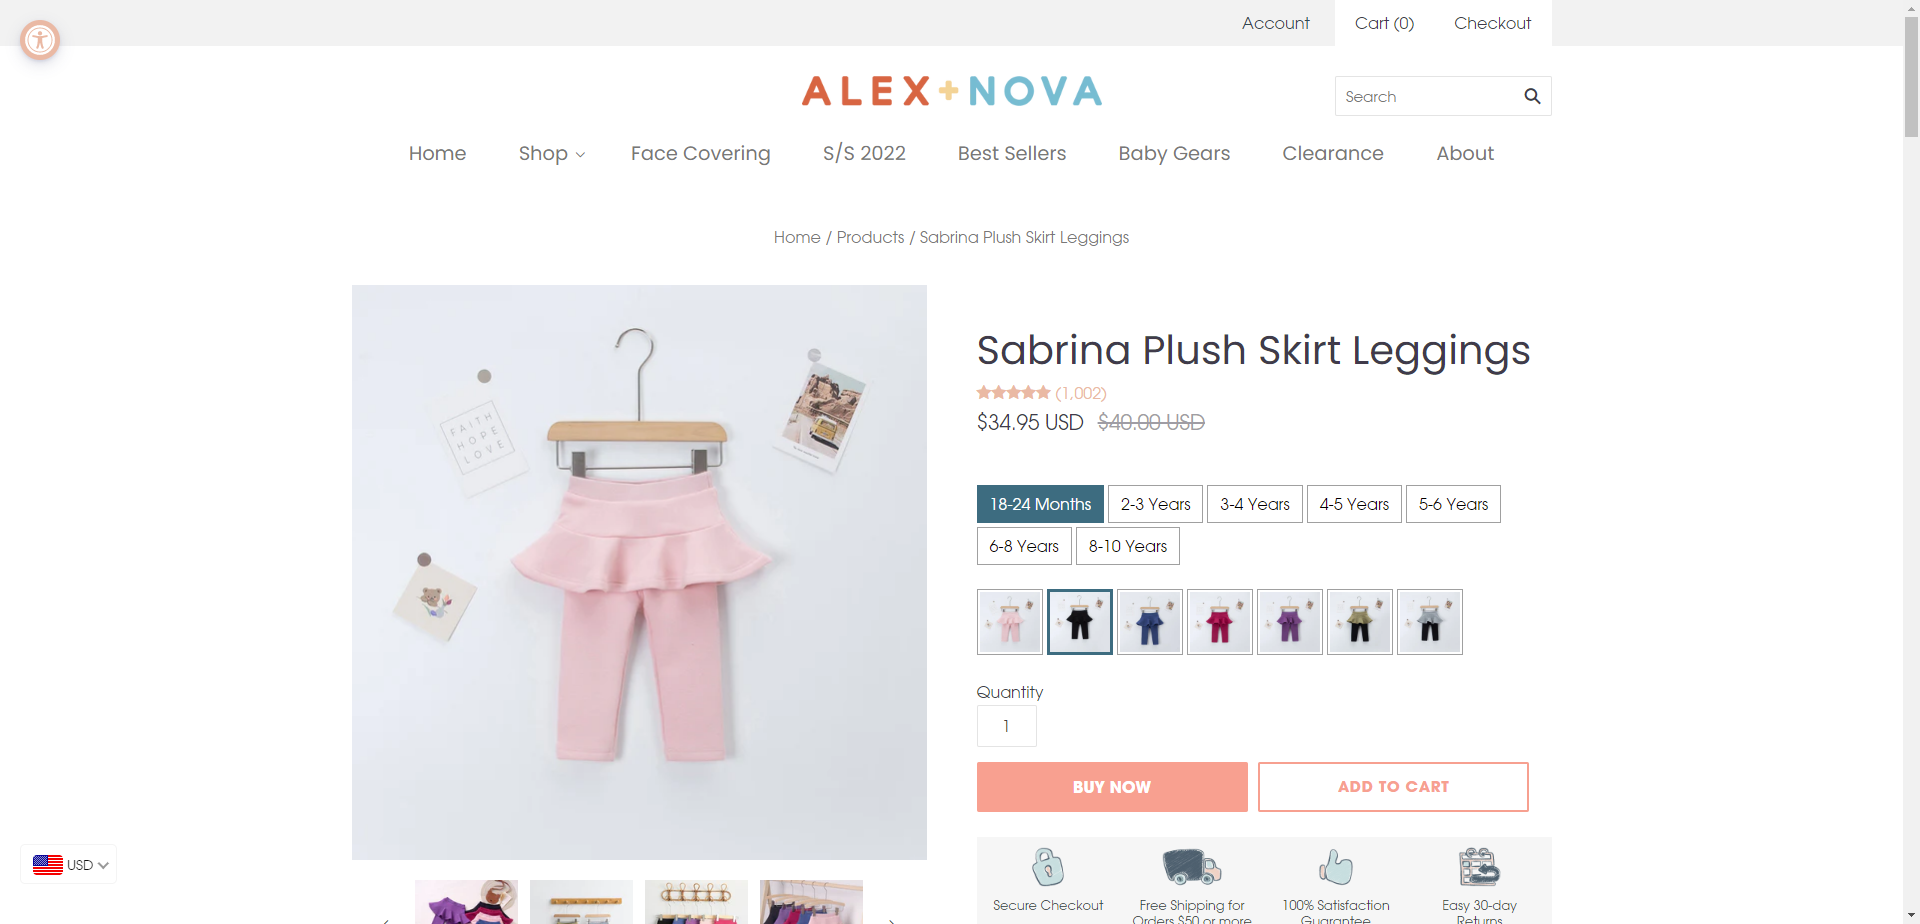 Account
Cart (0)
Checkout
ALEX+NOVA
Search
Home
Shop
Face Covering
S/S 2022
Best Sellers
Baby Gears
Clearance
About
Home / Products / Sabrina Plush Skirt Leggings
FAITH
HOPE
LOVE
Sabrina Plush Skirt Leggings
(1,002)
$34.95 USD $40.00 USD
18-24 Months
2-3 Years
3-4 Years
4-5 Years
5-6 Years
6-8 Years
8-10 Years
Quantity
1
BUY NOW
ADD TO CART
Secure Checkout
Free Shipping for
Orders $50 or more
100% Satisfaction
Guarantee
Easy 30-day
Returns
USD